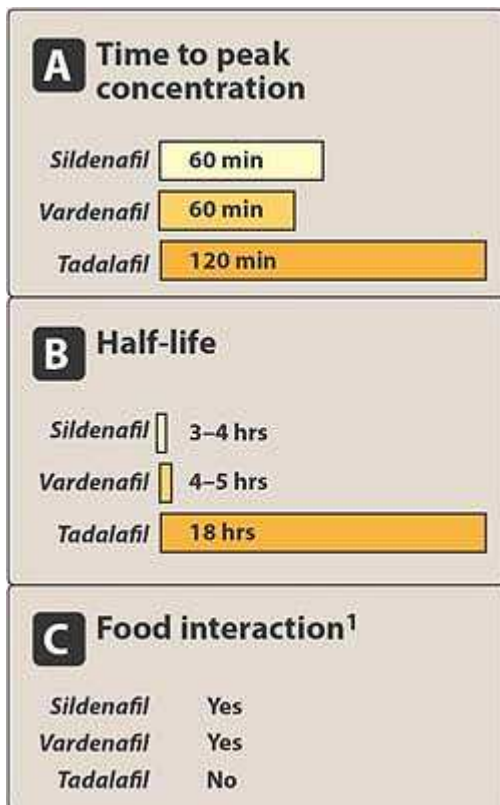 A Time to peak
concentration
Sildenafil 60 min
Vardenafil 60 min
Tadalafil 120 min
B Half-life
Sildenafil 3–4 hrs
Vardenafil 4–5 hrs
Tadalafil 18 hrs
C Food interaction¹
Sildenafil Yes
Vardenafil Yes
Tadalafil No